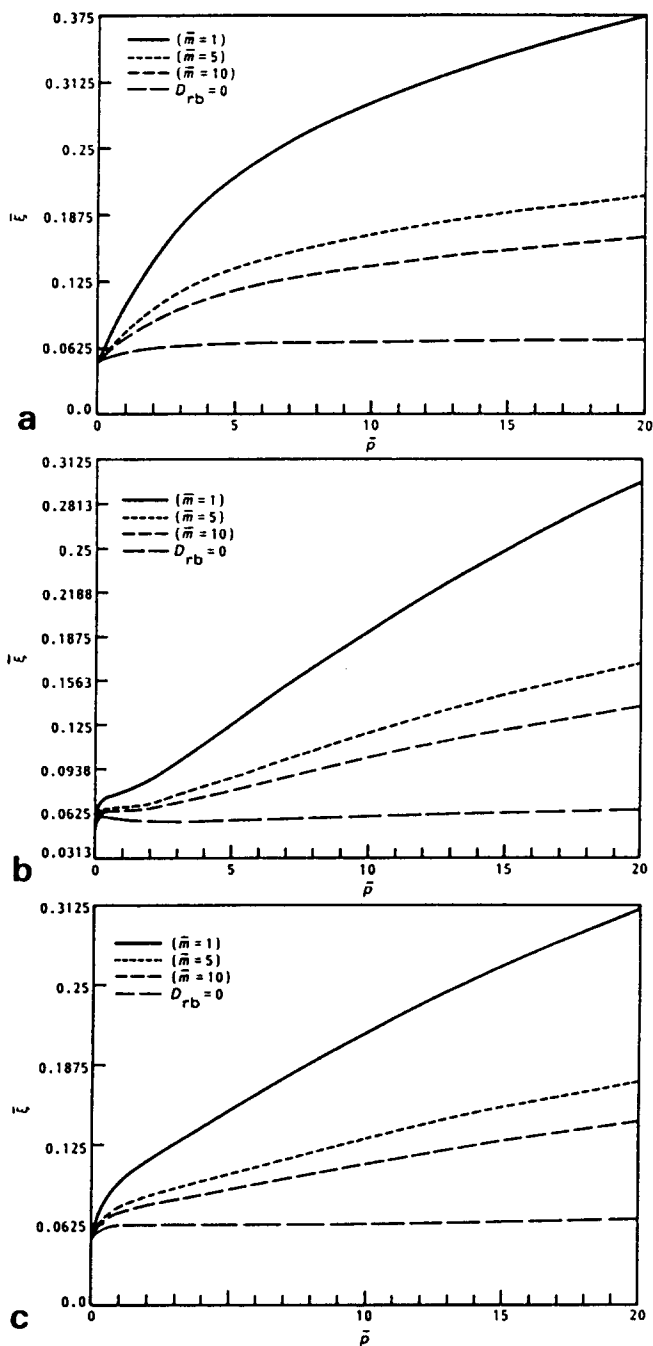 0.375
0.3125
0.25
0.1875
0.125
0.0625
0.0
ξ̄
(m̄=1)
(m̄=5)
(m̄=10)
D_rb=0
0 5 10 15 20
p̄
a
0.3125
0.2813
0.25
0.2188
0.1875
0.1563
0.125
0.0938
0.0625
0.0313
ξ̄
(m̄=1)
(m̄=5)
(m̄=10)
D_rb=0
0 5 10 15 20
p̄
b
0.3125
0.25
0.1875
0.125
0.0625
0.0
ξ̄
(m̄=1)
(m̄=5)
(m̄=10)
D_rb=0
0 10 15 20
p̄
c